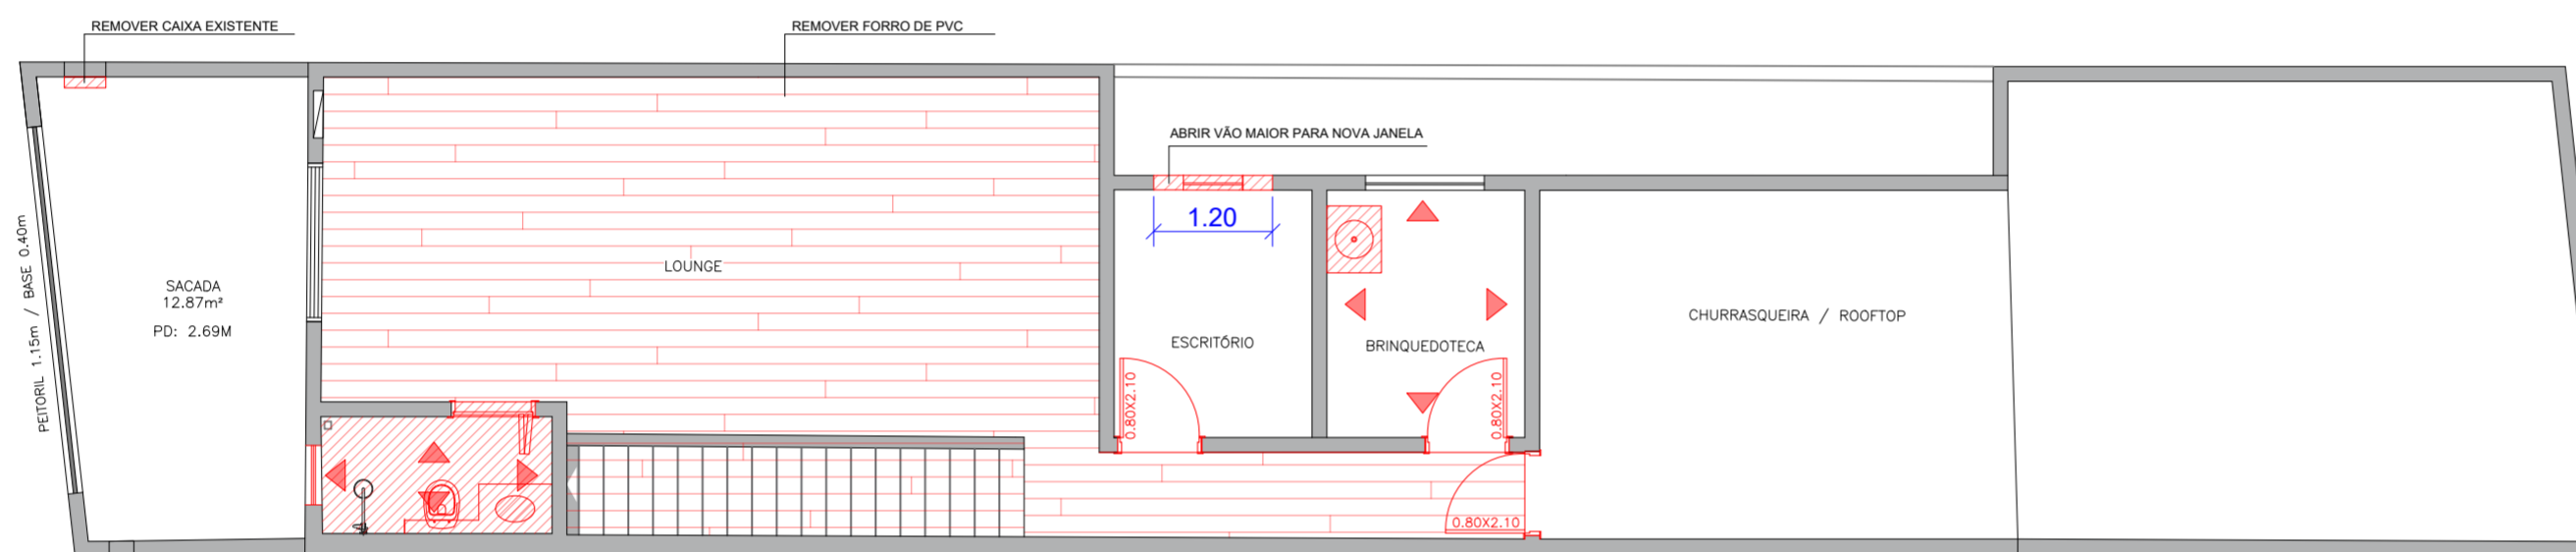 REMOVER CAIXA EXISTENTE
REMOVER FORRO DE PVC
ABRIR VÃO MAIOR PARA NOVA JANELA
1.20
PEITORIL 1.15m / BASE 0.40m
SACADA
12.87m²
PD: 2.69M
LOUNGE
ESCRITÓRIO
BRINQUEDOTECA
CHURRASQUEIRA / ROOFTOP
0.80X2.10
0.80X2.10
0.80X2.10